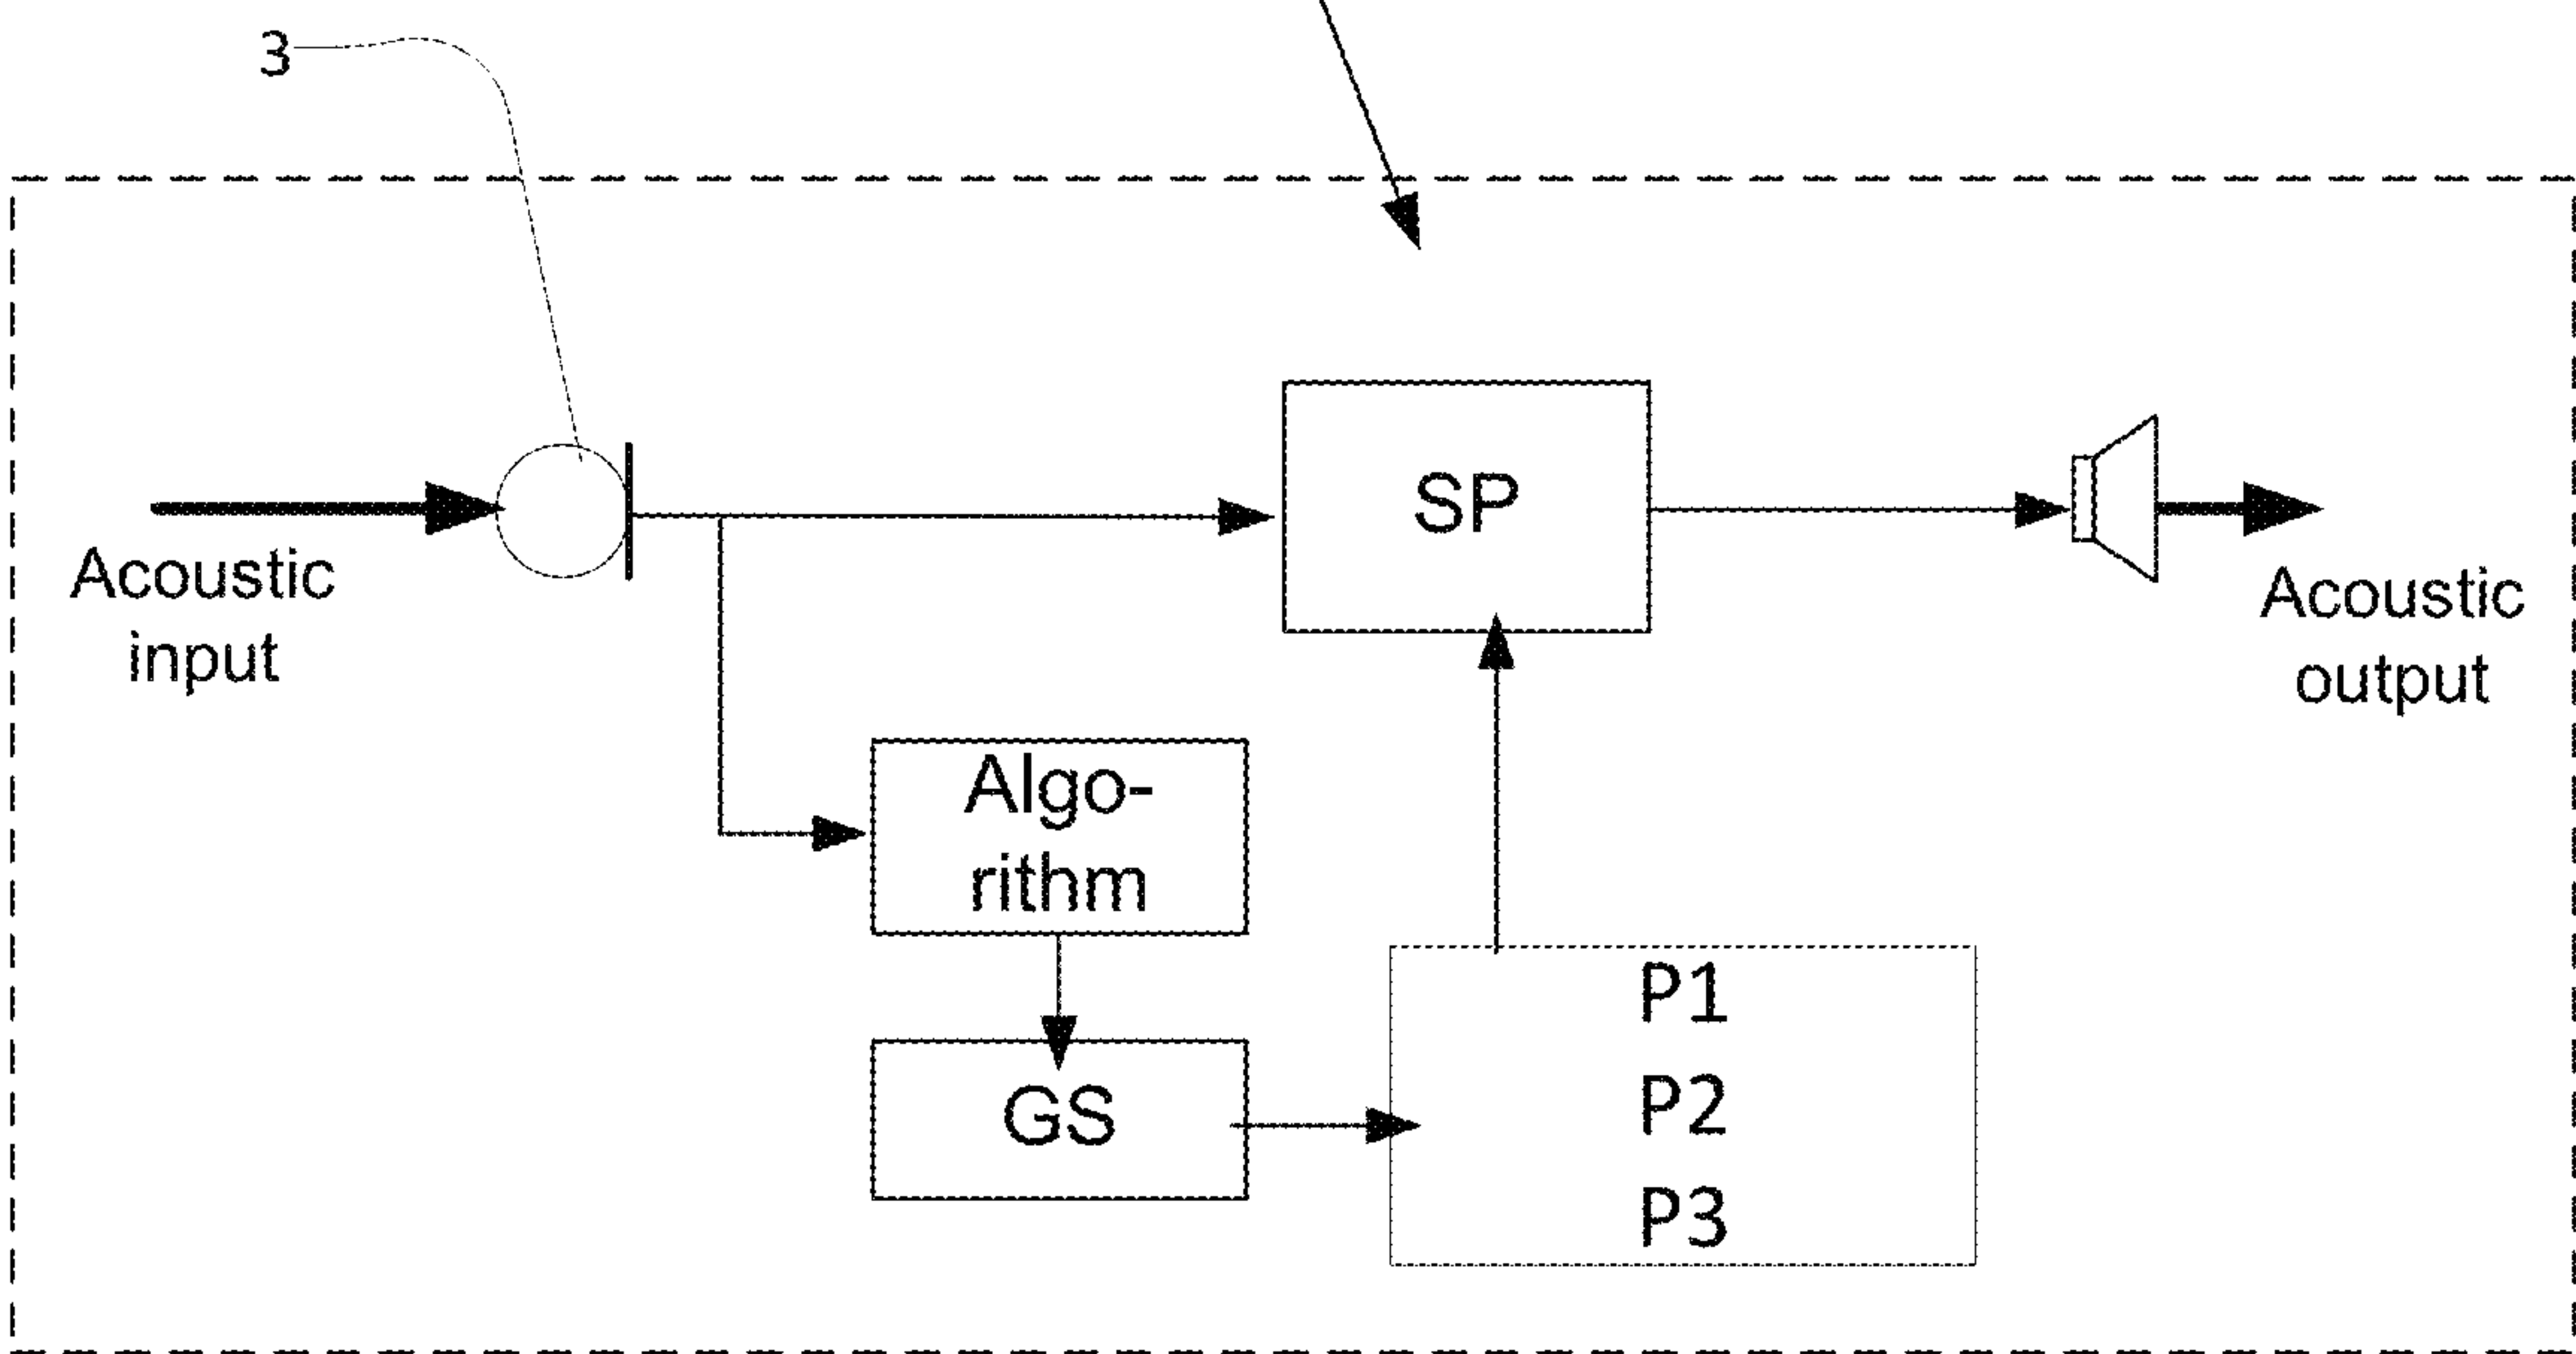 3
SP
Acoustic
input
Acoustic
output
Algo-
rithm
GS
P1
P2
P3